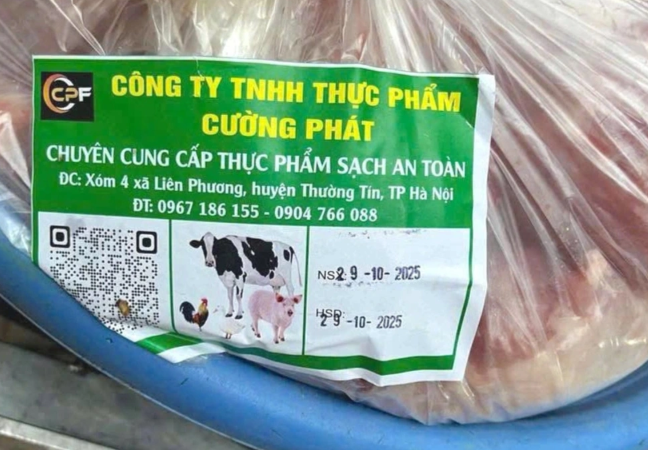 CPF
CÔNG TY TNHH THỰC PHẨM
CƯỜNG PHÁT
CHUYÊN CUNG CẤP THỰC PHẨM SẠCH AN TOÀN
ĐC: Xóm 4 xã Liên Phương, huyện Thường Tín, TP Hà Nội
ĐT: 0967 186 155 - 0904 766 088
NSX: 29 -10- 2025
HSD:
29 -10- 2025